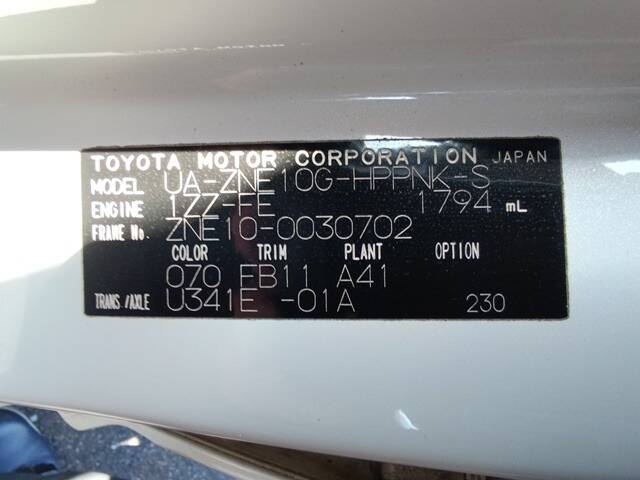 TOYOTA MOTOR CORPORATION JAPAN
MODEL UA-ZNE10G-HPPNK-S
ENGINE 1ZZ-FE 1794 mL
FRAME No. ZNE10-0030702
COLOR TRIM PLANT OPTION
070 FB11 A41
TRANS./AXLE U341E -01A 230